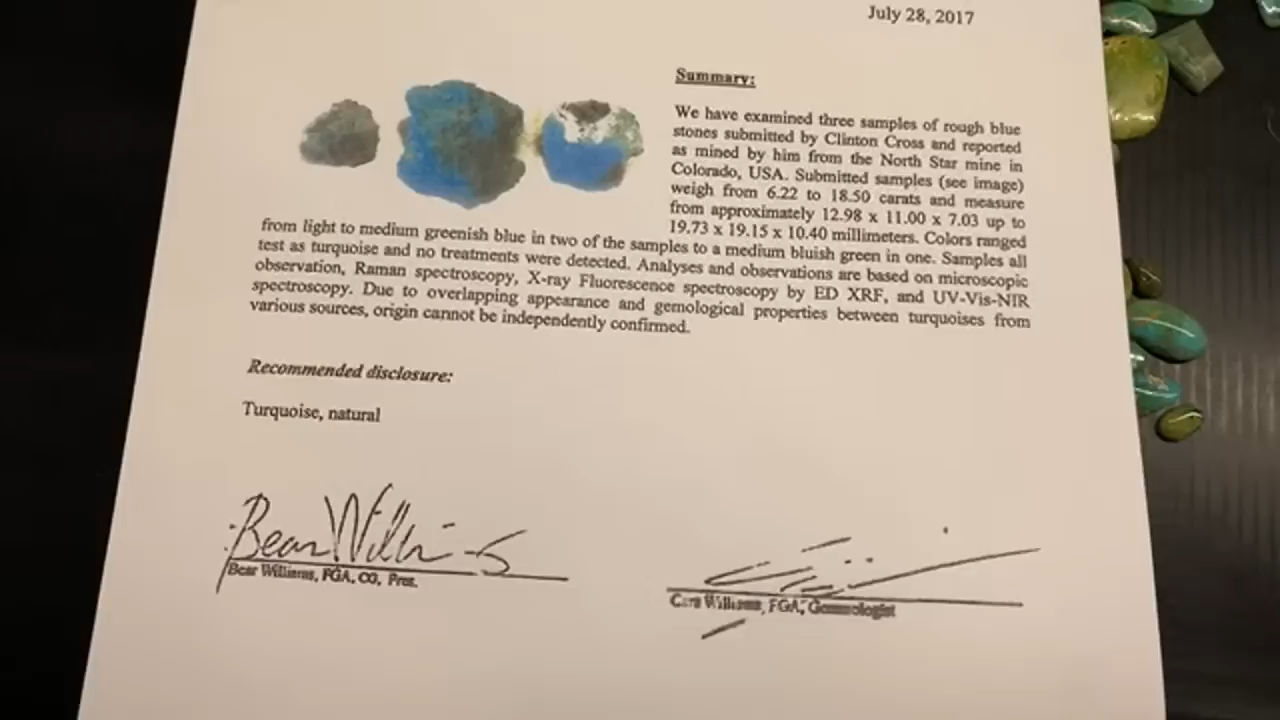 July 28, 2017
Summary:
We have examined three samples of rough blue
stones submitted by Clinton Cross and reported
as mined by him from the North Star mine in
Colorado, USA. Submitted samples (see image)
weigh from 6.22 to 18.50 carats and measure
from approximately 12.98 x 11.00 x 7.03 up to
19.73 x 19.15 x 10.40 millimeters. Colors ranged
from light to medium greenish blue in two of the samples to a medium bluish green in one. Samples all
test as turquoise and no treatments were detected. Analyses and observations are based on microscopic
observation, Raman spectroscopy, X-ray Fluorescence spectroscopy by ED XRF, and UV-Vis-NIR
spectroscopy. Due to overlapping appearance and gemological properties between turquoises from
various sources, origin cannot be independently confirmed.
Recommended disclosure:
Turquoise, natural
Bear Williams
Bear Williams, FGA, CG, Pres.
Cara Williams, FGA, Gemmologist